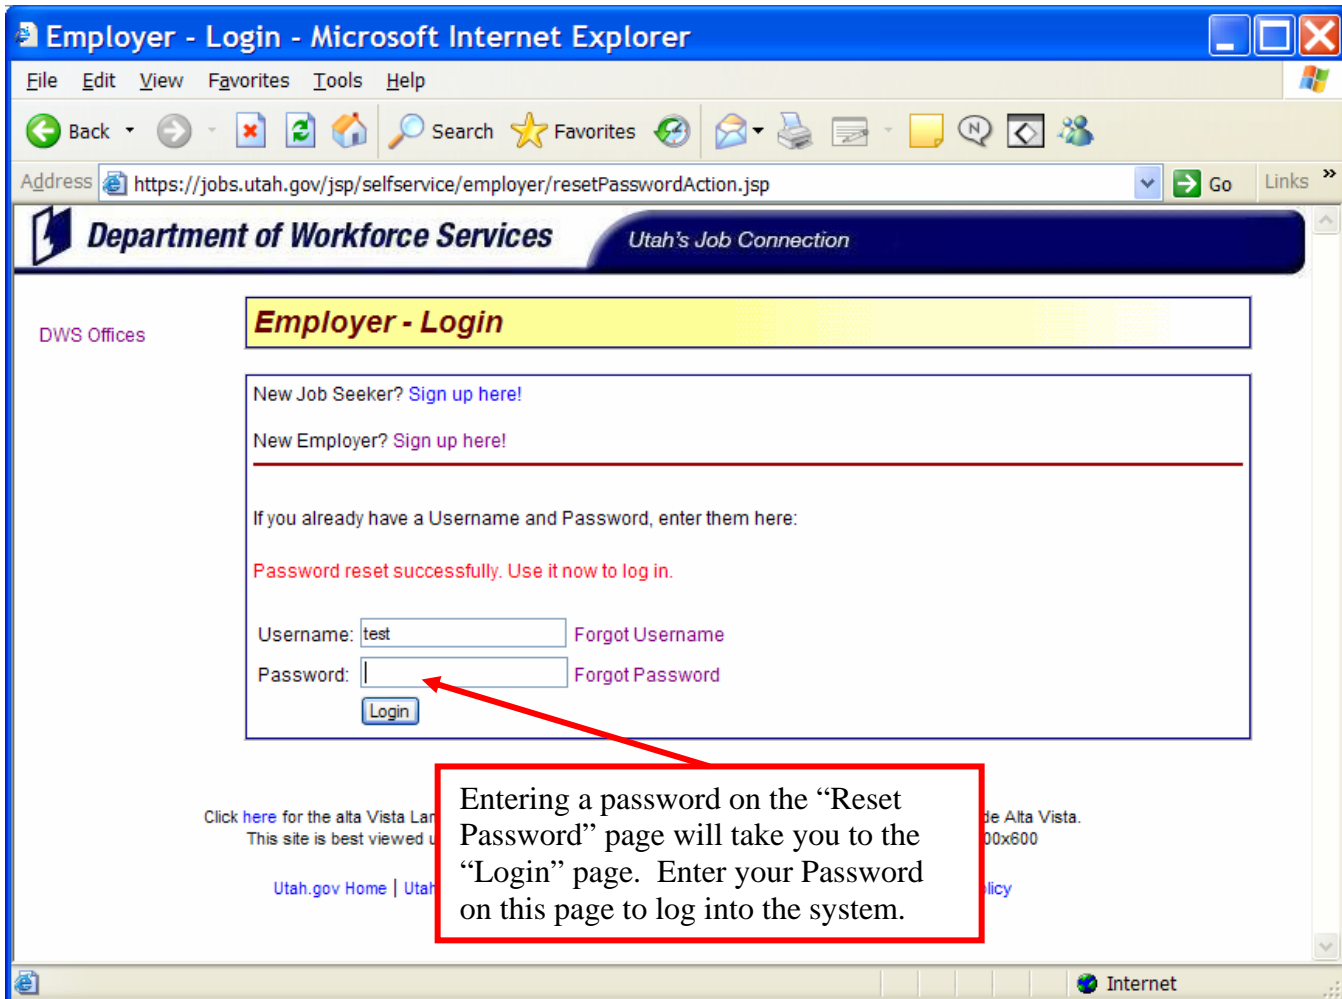 Employer - Login - Microsoft Internet Explorer
File Edit View Favorites Tools Help
Back Search Favorites
Address https://jobs.utah.gov/jsp/selfservice/employer/resetPasswordAction.jsp Go Links »
Department of Workforce Services Utah's Job Connection
DWS Offices
Employer - Login
New Job Seeker? Sign up here!
New Employer? Sign up here!
If you already have a Username and Password, enter them here:
Password reset successfully. Use it now to log in.
Username: test Forgot Username
Password: Forgot Password
Login
Entering a password on the “Reset
Password” page will take you to the
“Login” page. Enter your Password
on this page to log into the system.
Click here for the alta Vista Alta Vista.
This site is best viewed 00x600
Utah.gov Home |
Internet